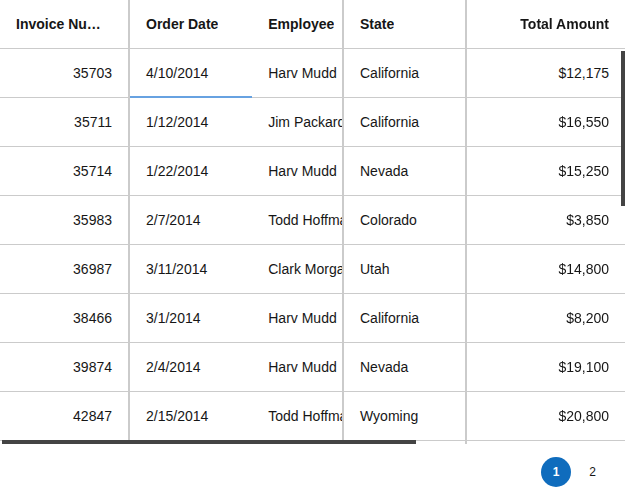 Invoice Nu… Order Date Employee State Total Amount
35703 4/10/2014 Harv Mudd California $12,175
35711 1/12/2014 Jim Packard California $16,550
35714 1/22/2014 Harv Mudd Nevada $15,250
35983 2/7/2014 Todd Hoffma Colorado $3,850
36987 3/11/2014 Clark Morga Utah $14,800
38466 3/1/2014 Harv Mudd California $8,200
39874 2/4/2014 Harv Mudd Nevada $19,100
42847 2/15/2014 Todd Hoffma Wyoming $20,800
1 2